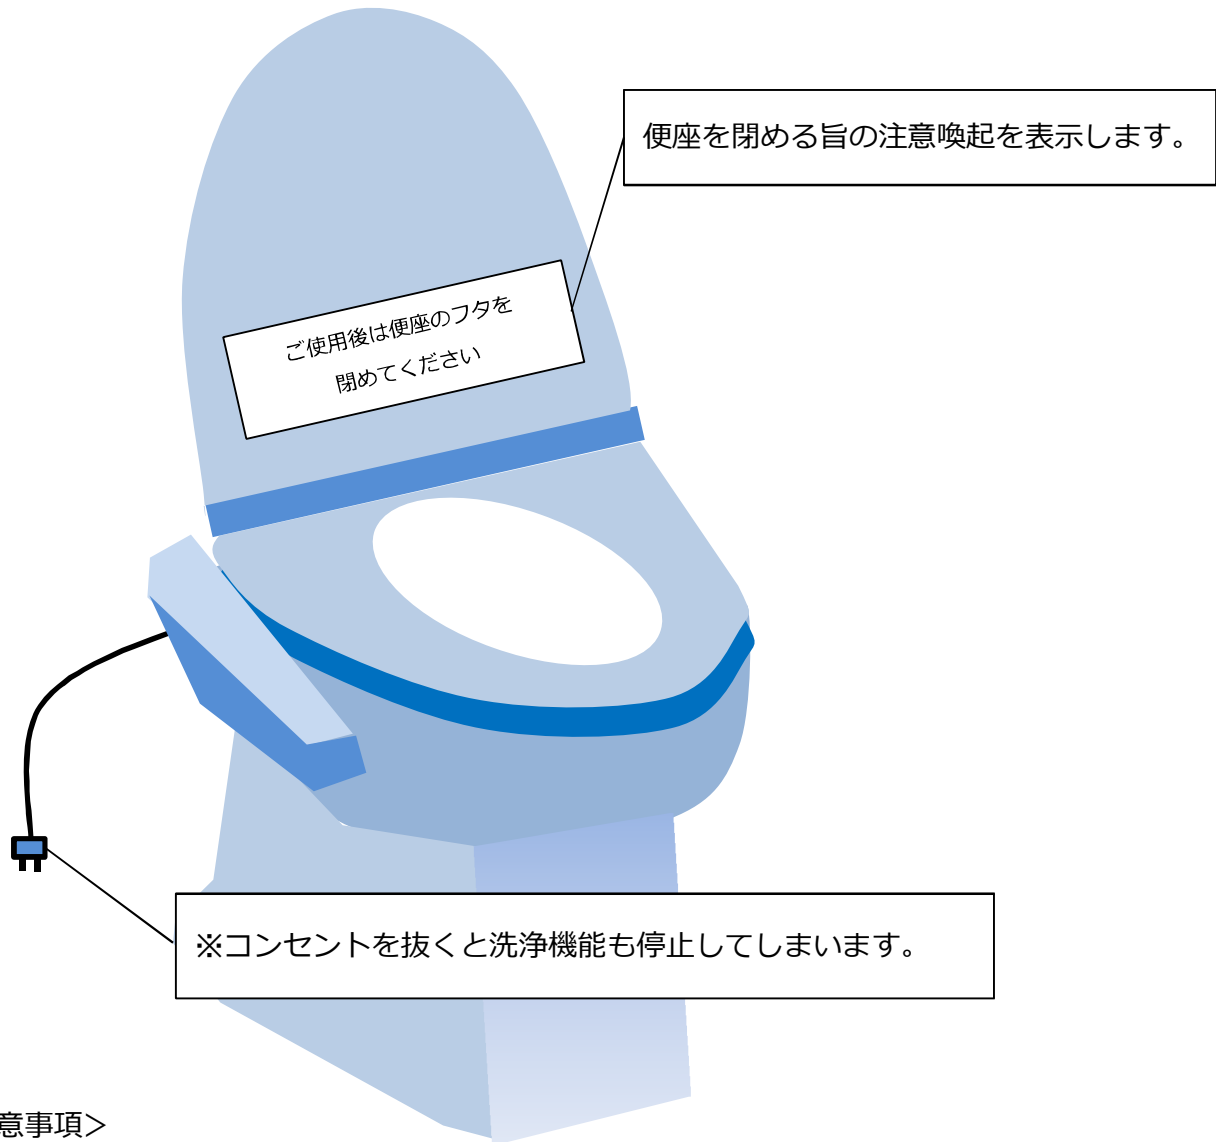 便座を閉める旨の注意喚起を表示します。
ご使用後は便座のフタを
閉めてください
※コンセントを抜くと洗浄機能も停止してしまいます。
意事項＞